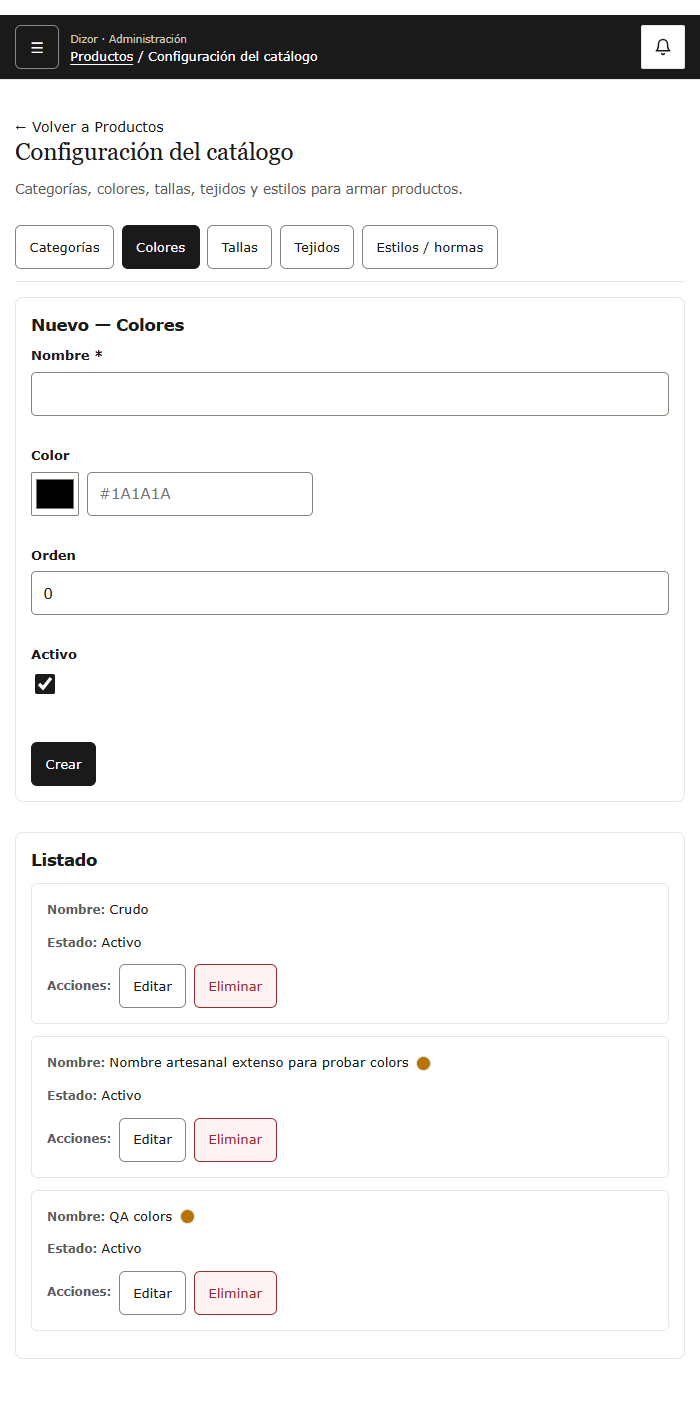 ☰
Dizor · Administración
Productos / Configuración del catálogo
← Volver a Productos
Configuración del catálogo
Categorías, colores, tallas, tejidos y estilos para armar productos.
Categorías Colores Tallas Tejidos Estilos / hormas
Nuevo — Colores
Nombre *
Color
#1A1A1A
Orden
0
Activo
Crear
Listado
Nombre: Crudo
Estado: Activo
Acciones: Editar Eliminar
Nombre: Nombre artesanal extenso para probar colors
Estado: Activo
Acciones: Editar Eliminar
Nombre: QA colors
Estado: Activo
Acciones: Editar Eliminar